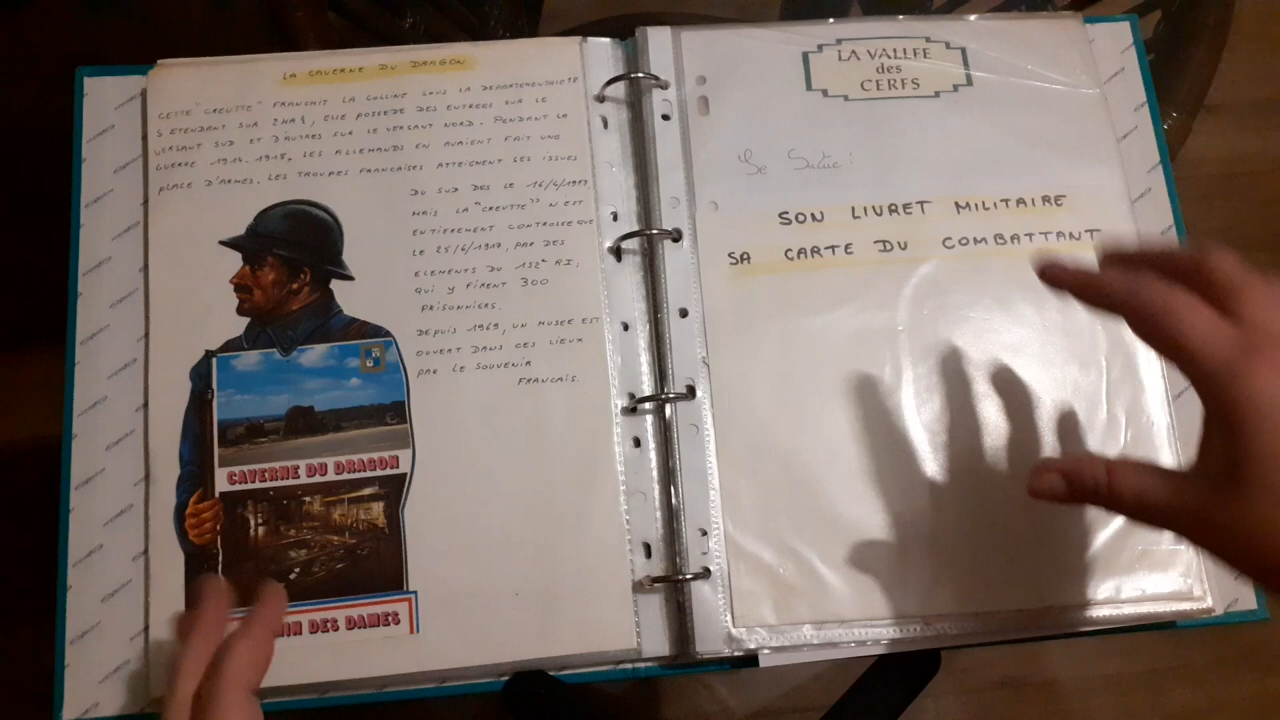 LA CAVERNE DU DRAGON
CETTE "CREUTTE" FRANCHIT LA COLLINE SOUS LA DEPARTEMENTALE 18
S'ETENDANT SUR 2HA½, ELLE POSSEDE DES ENTREES SUR LE
VERSANT SUD ET D'AUTRES SUR LE VERSANT NORD. PENDANT LA
GUERRE 1914-1918, LES ALLEMANDS EN AVAIENT FAIT UNE
PLACE D'ARMES. LES TROUPES FRANCAISES ATTEIGNENT SES ISSUES
DU SUD DES LE 16/4/1917,
MAIS LA "CREUTTE" N'EST
ENTIEREMENT CONTROLEE QUE
LE 25/6/1917, PAR DES
ELEMENTS DU 152e RI,
QUI Y FIRENT 300
PRISONNIERS.
DEPUIS 1969, UN MUSEE EST
OUVERT DANS CES LIEUX
PAR LE SOUVENIR
FRANCAIS.
CAVERNE DU DRAGON
MIN DES DAMES
LA VALLEE
des
CERFS
SON LIVRET MILITAIRE
SA CARTE DU COMBATTANT